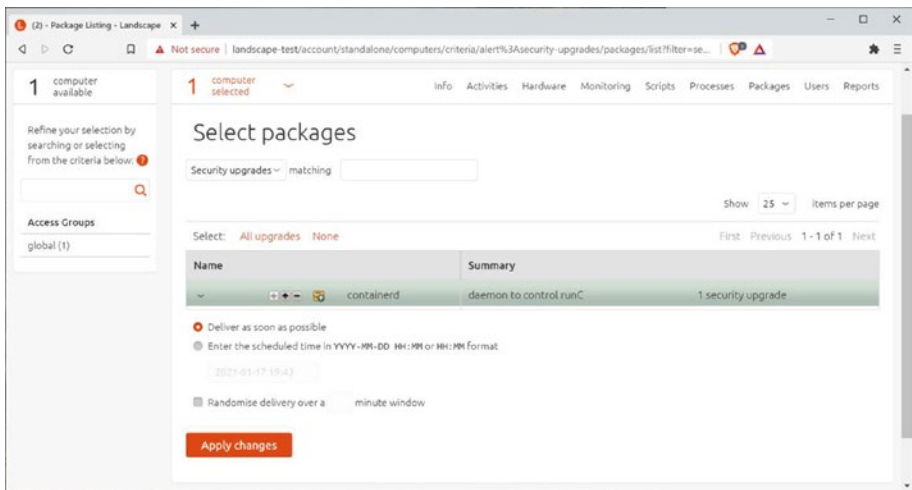 (2) - Package Listing - Landscape
Not secure | landscape-test/account/standalone/computers/criteria/alert%3Asecurity-upgrades/packages/list?filter=se...
1 computer available
Refine your selection by
searching or selecting
from the criteria below:
Access Groups
global (1)
1 computer selected
Info Activities Hardware Monitoring Scripts Processes Packages Users Reports
Select packages
Security upgrades matching
Show 25 items per page
Select: All upgrades None
First Previous 1 - 1 of 1 Next
Name Summary
containerd daemon to control runC 1 security upgrade
Deliver as soon as possible
Enter the scheduled time in YYYY-MM-DD HH:MM or HH:MM format
2021-01-17 19:43
Randomise delivery over a minute window
Apply changes